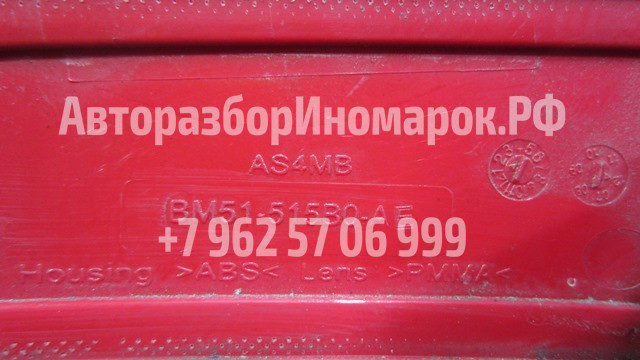 АвторазборИномарок.РФ
AS4MB
BM51-515B0-AE
+7 962 57 06 999
Housing >ABS< Lens >PMMA<